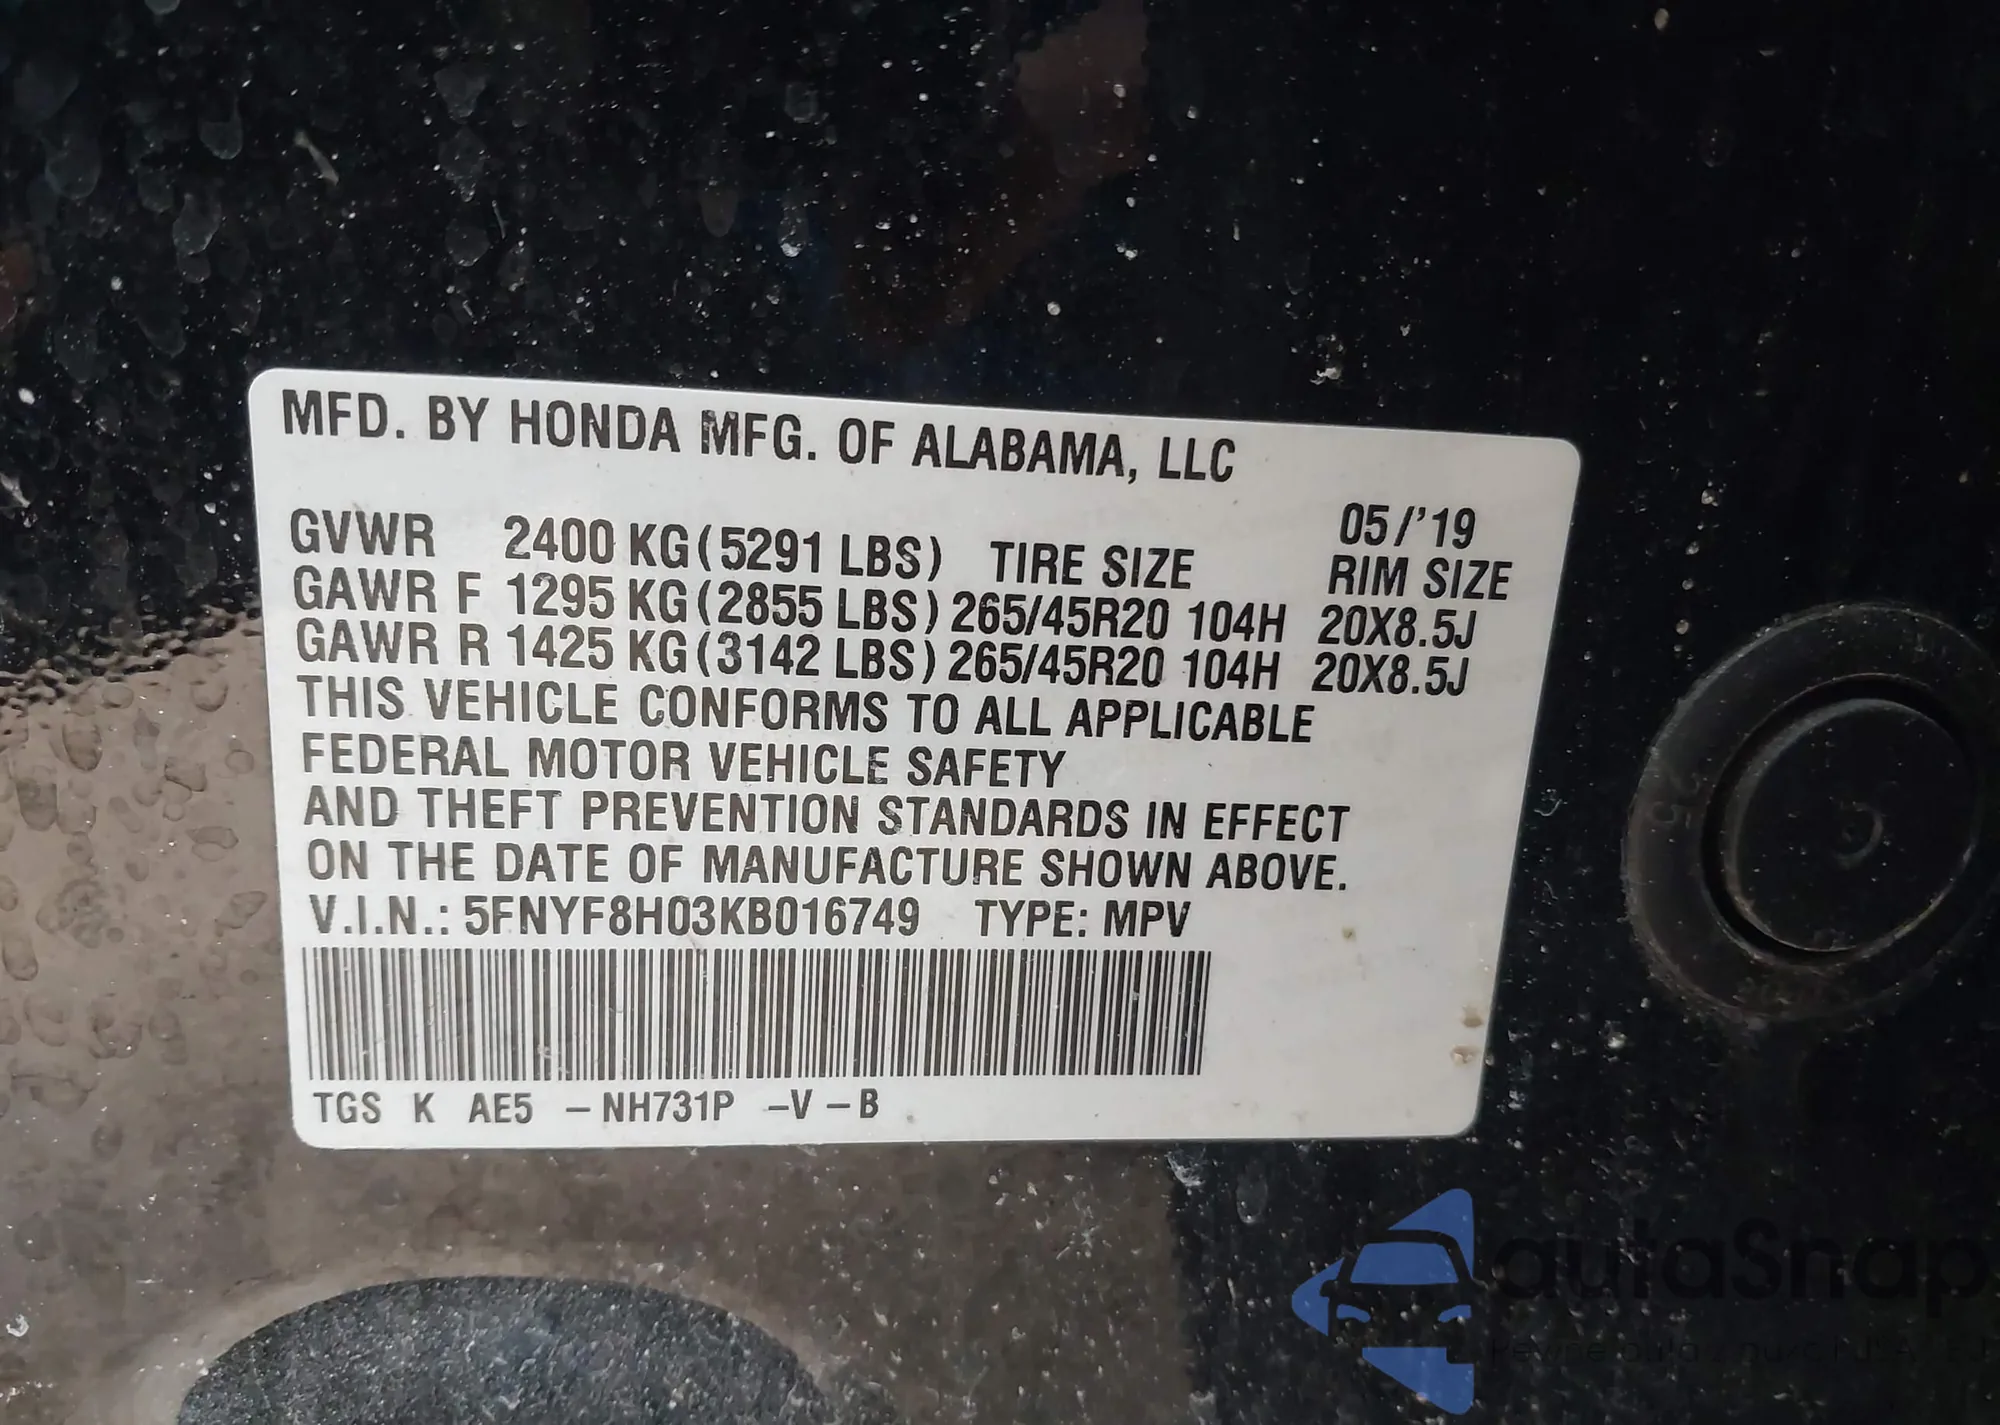 MFD. BY HONDA MFG. OF ALABAMA, LLC
05/'19
GVWR 2400 KG(5291 LBS) TIRE SIZE RIM SIZE
GAWR F 1295 KG(2855 LBS) 265/45R20 104H 20X8.5J
GAWR R 1425 KG(3142 LBS) 265/45R20 104H 20X8.5J
THIS VEHICLE CONFORMS TO ALL APPLICABLE
FEDERAL MOTOR VEHICLE SAFETY
AND THEFT PREVENTION STANDARDS IN EFFECT
ON THE DATE OF MANUFACTURE SHOWN ABOVE.
V.I.N.: 5FNYF8H03KB016749 TYPE: MPV
TGS K AE5 -NH731P -V -B
autaSnap